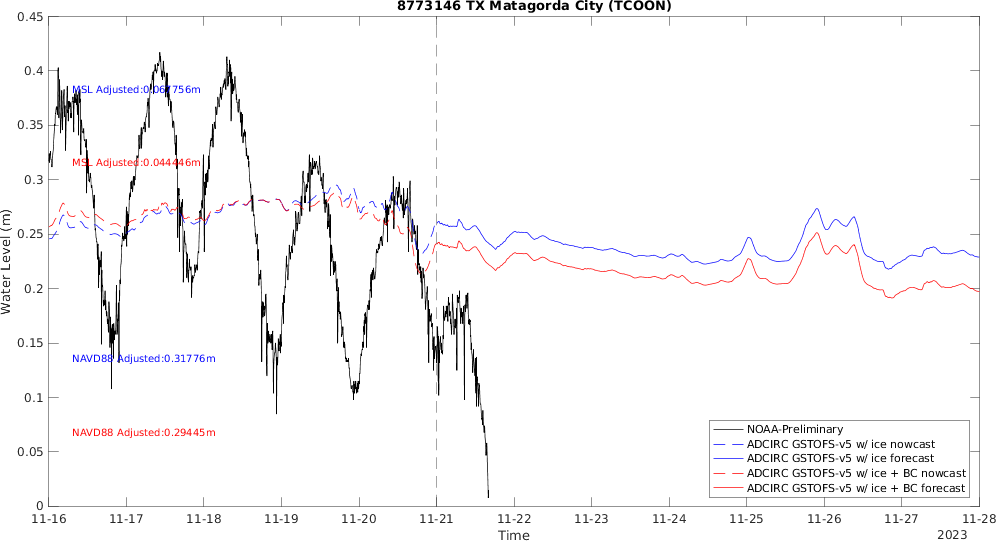 8773146 TX Matagorda City (TCOON)
0.45
0.4
0.35
0.3
0.25
0.2
0.15
0.1
0.05
0
Water Level (m)
MSL Adjusted:0.067756m
MSL Adjusted:0.044446m
NAVD88 Adjusted:0.31776m
NAVD88 Adjusted:0.29445m
NOAA-Preliminary
ADCIRC GSTOFS-v5 w/ ice nowcast
ADCIRC GSTOFS-v5 w/ ice forecast
ADCIRC GSTOFS-v5 w/ ice + BC nowcast
ADCIRC GSTOFS-v5 w/ ice + BC forecast
11-16 11-17 11-18 11-19 11-20 11-21 11-22 11-23 11-24 11-25 11-26 11-27 11-28
Time
2023